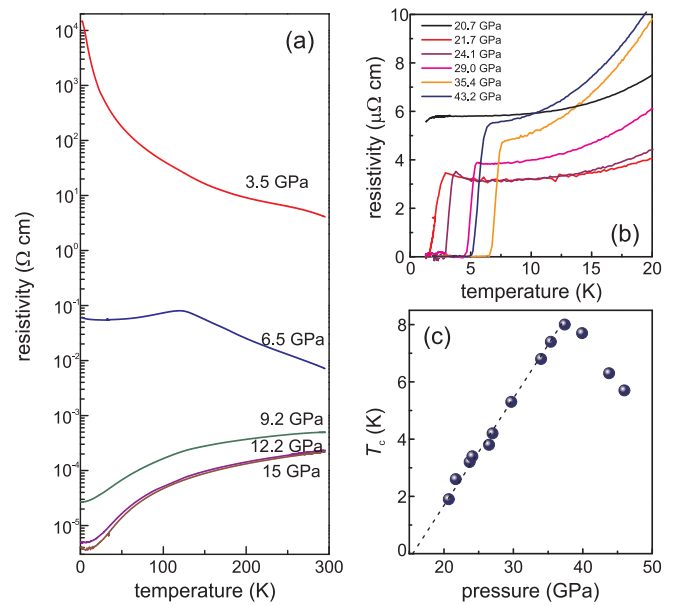 (a)
resistivity (Ω cm)
10⁴
10³
10²
10¹
10⁰
10⁻¹
10⁻²
10⁻³
10⁻⁴
10⁻⁵
3.5 GPa
6.5 GPa
9.2 GPa
12.2 GPa
15 GPa
0 50 100 150 200 250 300
temperature (K)
(b)
resistivity (μΩ cm)
10
8
6
4
2
0
20.7 GPa
21.7 GPa
24.1 GPa
29.0 GPa
35.4 GPa
43.2 GPa
0 5 10 15 20
temperature (K)
(c)
T_c (K)
8
6
4
2
0
20 30 40 50
pressure (GPa)